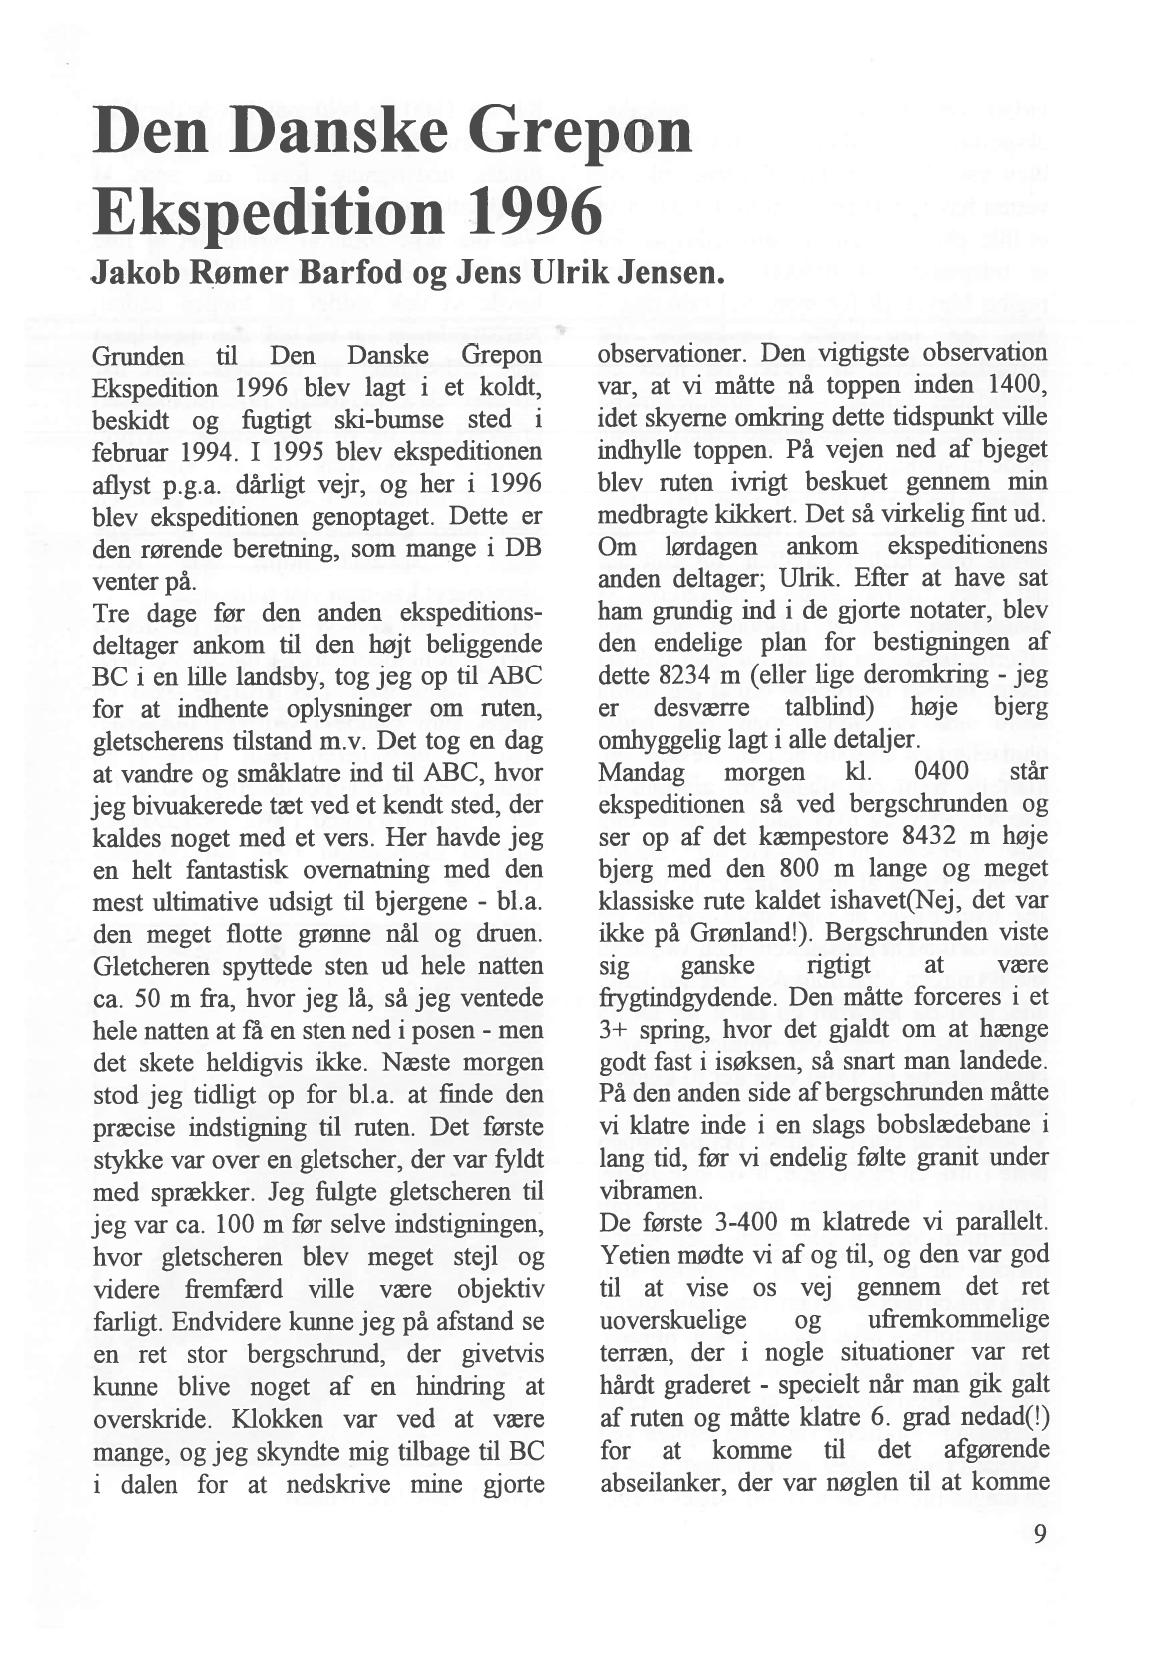 Den Danske Grepon
Ekspedition 1996
Jakob Rømer Barfod og Jens Ulrik Jensen.
Grunden til Den Danske Grepon
Ekspedition 1996 blev lagt i et koldt,
beskidt og fugtigt ski-bumse sted i
februar 1994. I 1995 blev ekspeditionen
aflyst p.g.a. dårligt vejr, og her i 1996
blev ekspeditionen genoptaget. Dette er
den rørende beretning, som mange i DB
venter på.
Tre dage før den anden ekspeditions-
deltager ankom til den højt beliggende
BC i en lille landsby, tog jeg op til ABC
for at indhente oplysninger om ruten,
gletscherens tilstand m.v. Det tog en dag
at vandre og småklatre ind til ABC, hvor
jeg bivuakerede tæt ved et kendt sted, der
kaldes noget med et vers. Her havde jeg
en helt fantastisk overnatning med den
mest ultimative udsigt til bjergene - bl.a.
den meget flotte grønne nål og druen.
Gletcheren spyttede sten ud hele natten
ca. 50 m fra, hvor jeg lå, så jeg ventede
hele natten at få en sten ned i posen - men
det skete heldigvis ikke. Næste morgen
stod jeg tidligt op for bl.a. at finde den
præcise indstigning til ruten. Det første
stykke var over en gletscher, der var fyldt
med sprækker. Jeg fulgte gletscheren til
jeg var ca. 100 m før selve indstigningen,
hvor gletscheren blev meget stejl og
videre fremfærd ville være objektiv
farligt. Endvidere kunne jeg på afstand se
en ret stor bergschrund, der givetvis
kunne blive noget af en hindring at
overskride. Klokken var ved at være
mange, og jeg skyndte mig tilbage til BC
i dalen for at nedskrive mine gjorte
observationer. Den vigtigste observation
var, at vi måtte nå toppen inden 1400,
idet skyerne omkring dette tidspunkt ville
indhylle toppen. På vejen ned af bjeget
blev ruten ivrigt beskuet gennem min
medbragte kikkert. Det så virkelig fint ud.
Om lørdagen ankom ekspeditionens
anden deltager; Ulrik. Efter at have sat
ham grundig ind i de gjorte notater, blev
den endelige plan for bestigningen af
dette 8234 m (eller lige deromkring - jeg
er desværre talblind) høje bjerg
omhyggelig lagt i alle detaljer.
Mandag morgen kl. 0400 står
ekspeditionen så ved bergschrunden og
ser op af det kæmpestore 8432 m høje
bjerg med den 800 m lange og meget
klassiske rute kaldet ishavet(Nej, det var
ikke på Grønland!). Bergschrunden viste
sig ganske rigtigt at være
frygtindgydende. Den måtte forceres i et
3+ spring, hvor det gjaldt om at hænge
godt fast i isøksen, så snart man landede.
På den anden side af bergschrunden måtte
vi klatre inde i en slags bobslædebane i
lang tid, før vi endelig følte granit under
vibramen.
De første 3-400 m klatrede vi parallelt.
Yetien mødte vi af og til, og den var god
til at vise os vej gennem det ret
uoverskuelige og ufremkommelige
terræn, der i nogle situationer var ret
hårdt graderet - specielt når man gik galt
af ruten og måtte klatre 6. grad nedad(!)
for at komme til det afgørende
abseilanker, der var nøglen til at komme
9